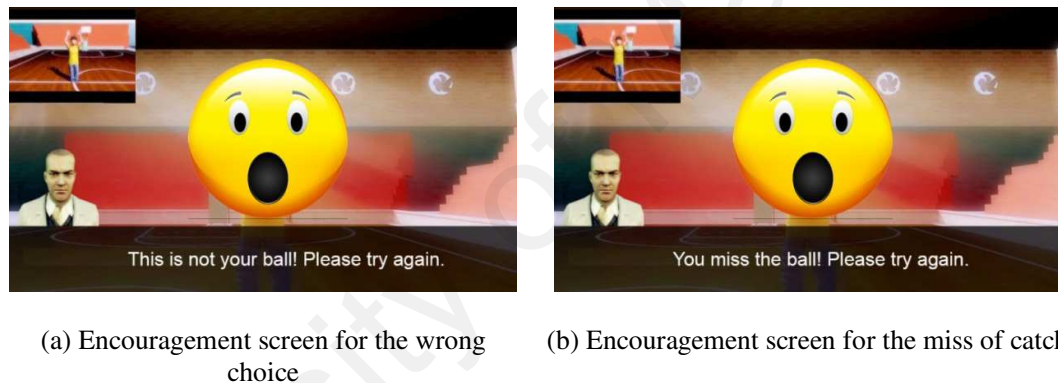 This is not your ball! Please try again.
You miss the ball! Please try again.
(a) Encouragement screen for the wrong
choice
(b) Encouragement screen for the miss of catch